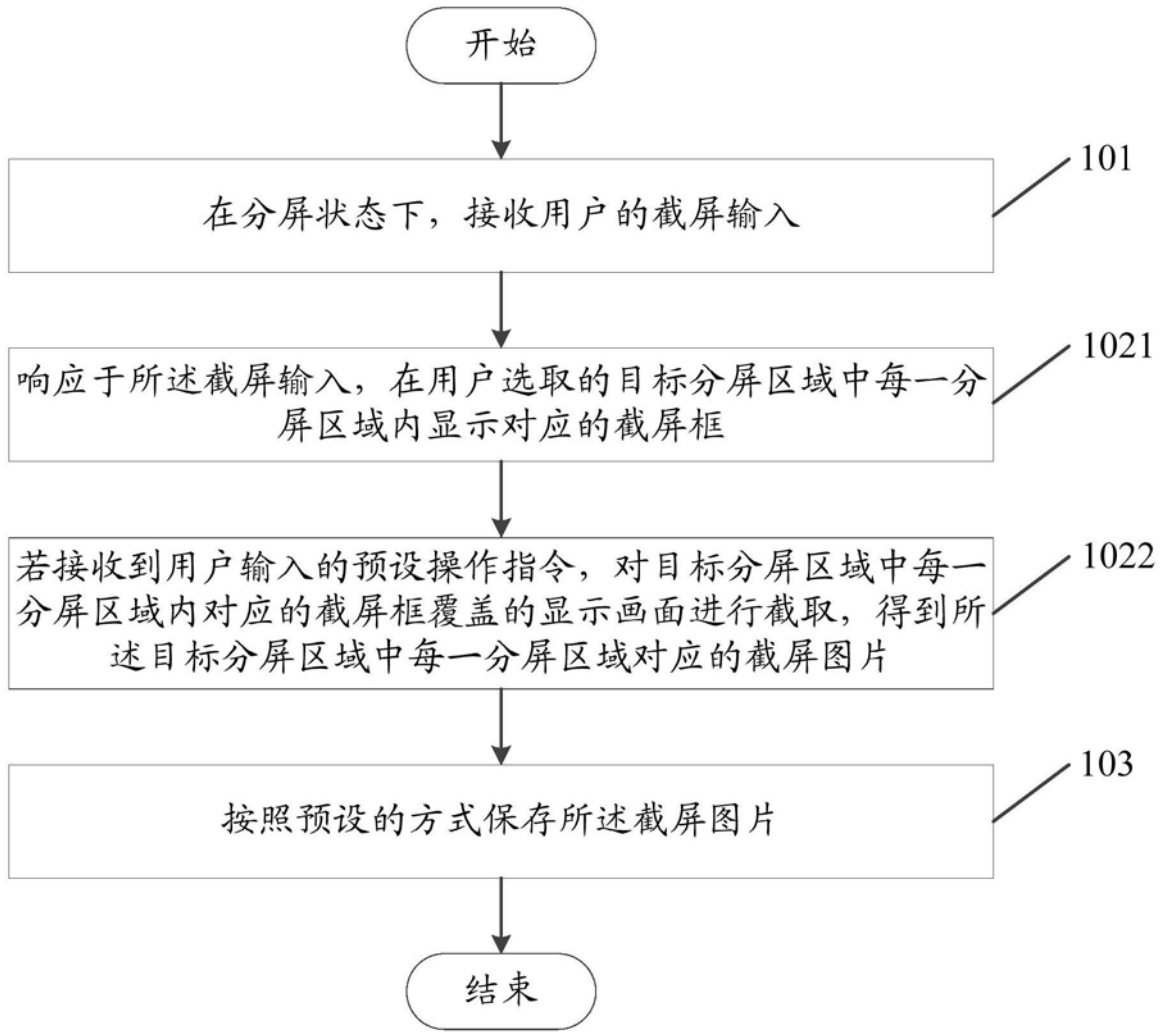 开始
101
在分屏状态下，接收用户的截屏输入
1021
响应于所述截屏输入，在用户选取的目标分屏区域中每一分
屏区域内显示对应的截屏框
1022
若接收到用户输入的预设操作指令，对目标分屏区域中每一
分屏区域内对应的截屏框覆盖的显示画面进行截取，得到所
述目标分屏区域中每一分屏区域对应的截屏图片
103
按照预设的方式保存所述截屏图片
结束